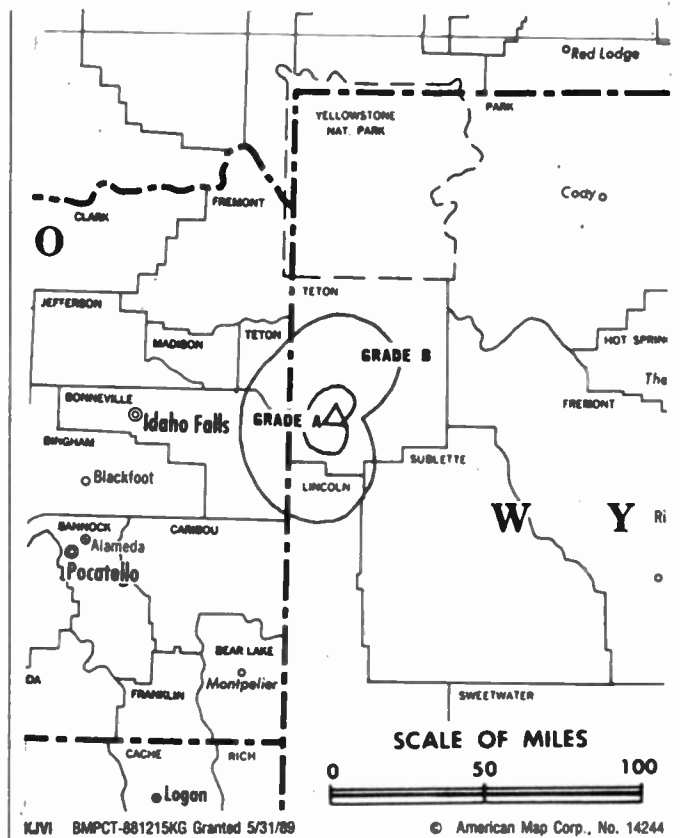 Red Lodge
PARK
YELLOWSTONE
NAT. PARK
Cody
FREMONT
CLARK
O
TETON
JEFFERSON
MADISON
TETON
GRADE B
HOT SPRIN
The
BONNEVILLE
FREMONT
Idaho Falls
GRADE A
BINGHAM
SUBLETTE
Blackfoot
LINCOLN
W Y
Ri
BANNOCK
CARIBOU
Alameda
Pocatello
BEAR LAKE
DA
Montpelier
FRANKLIN
SWEETWATER
CACHE
RICH
SCALE OF MILES
0 50 100
Logan
KJVI BMPCT-881215KG Granted 5/31/89 © American Map Corp., No. 14244